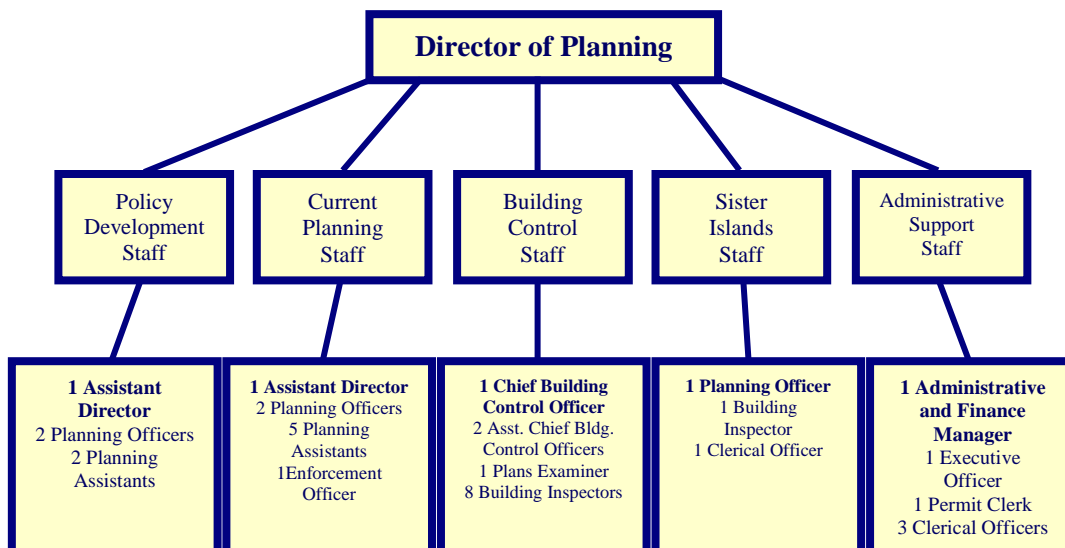 Director of Planning
Policy
Development
Staff
Current
Planning
Staff
Building
Control
Staff
Sister
Islands
Staff
Administrative
Support
Staff
1 Assistant
Director
2 Planning Officers
2 Planning
Assistants
1 Assistant Director
2 Planning Officers
5 Planning
Assistants
1Enforcement
Officer
1 Chief Building
Control Officer
2 Asst. Chief Bldg.
Control Officers
1 Plans Examiner
8 Building Inspectors
1 Planning Officer
1 Building
Inspector
1 Clerical Officer
1 Administrative
and Finance
Manager
1 Executive
Officer
1 Permit Clerk
3 Clerical Officers